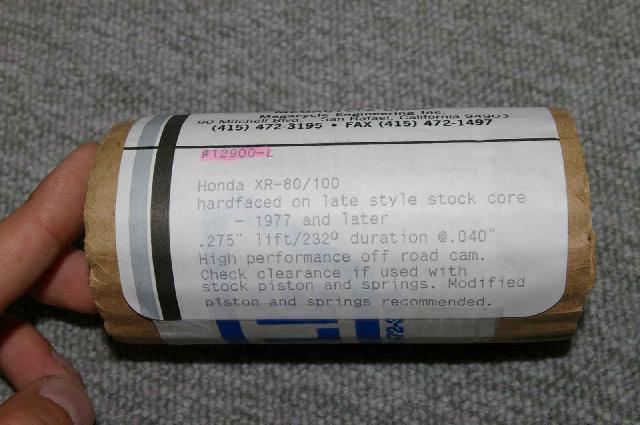 Megacycle Engineering Inc.
90 Mitchell Blvd. San Rafael, California 94903
(415) 472-3195 • FAX (415) 472-1497
#12900-L
Honda XR-80/100
hardfaced on late style stock core
- 1977 and later
.275" lift/232º duration @.040"
High performance off road cam.
Check clearance if used with
stock piston and springs. Modified
piston and springs recommended.